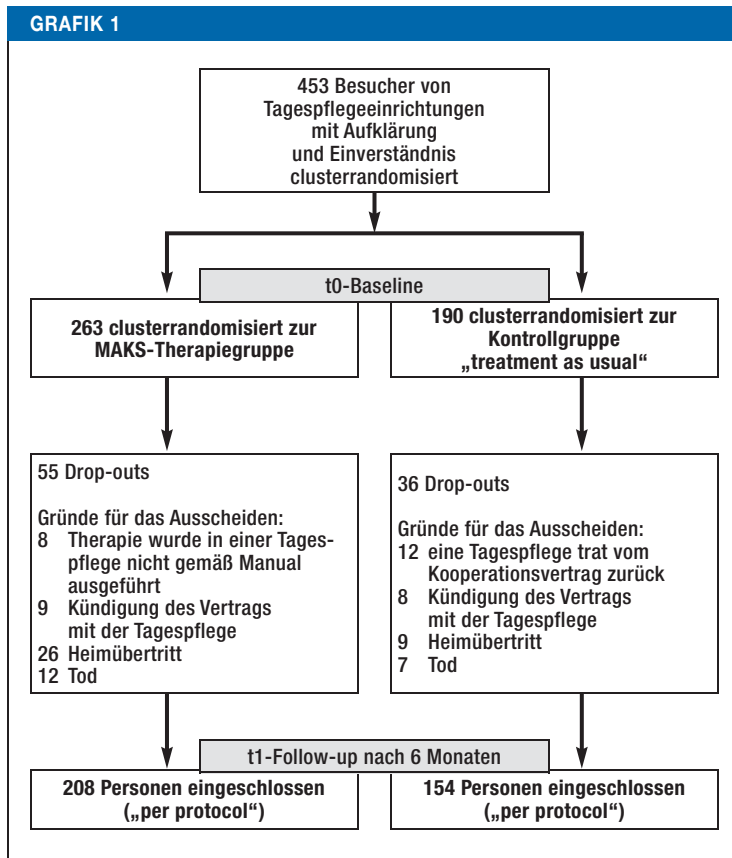 GRAFIK 1
453 Besucher von
Tagespflegeeinrichtungen
mit Aufklärung
und Einverständnis
clusterrandomisiert
t0-Baseline
263 clusterrandomisiert zur
MAKS-Therapiegruppe
190 clusterrandomisiert zur
Kontrollgruppe
„treatment as usual“
55 Drop-outs
Gründe für das Ausscheiden:
8 Therapie wurde in einer Tages-
pflege nicht gemäß Manual
ausgeführt
9 Kündigung des Vertrags
mit der Tagespflege
26 Heimübertritt
12 Tod
36 Drop-outs
Gründe für das Ausscheiden:
12 eine Tagespflege trat vom
Kooperationsvertrag zurück
8 Kündigung des Vertrags
mit der Tagespflege
9 Heimübertritt
7 Tod
t1-Follow-up nach 6 Monaten
208 Personen eingeschlossen
(„per protocol“)
154 Personen eingeschlossen
(„per protocol“)